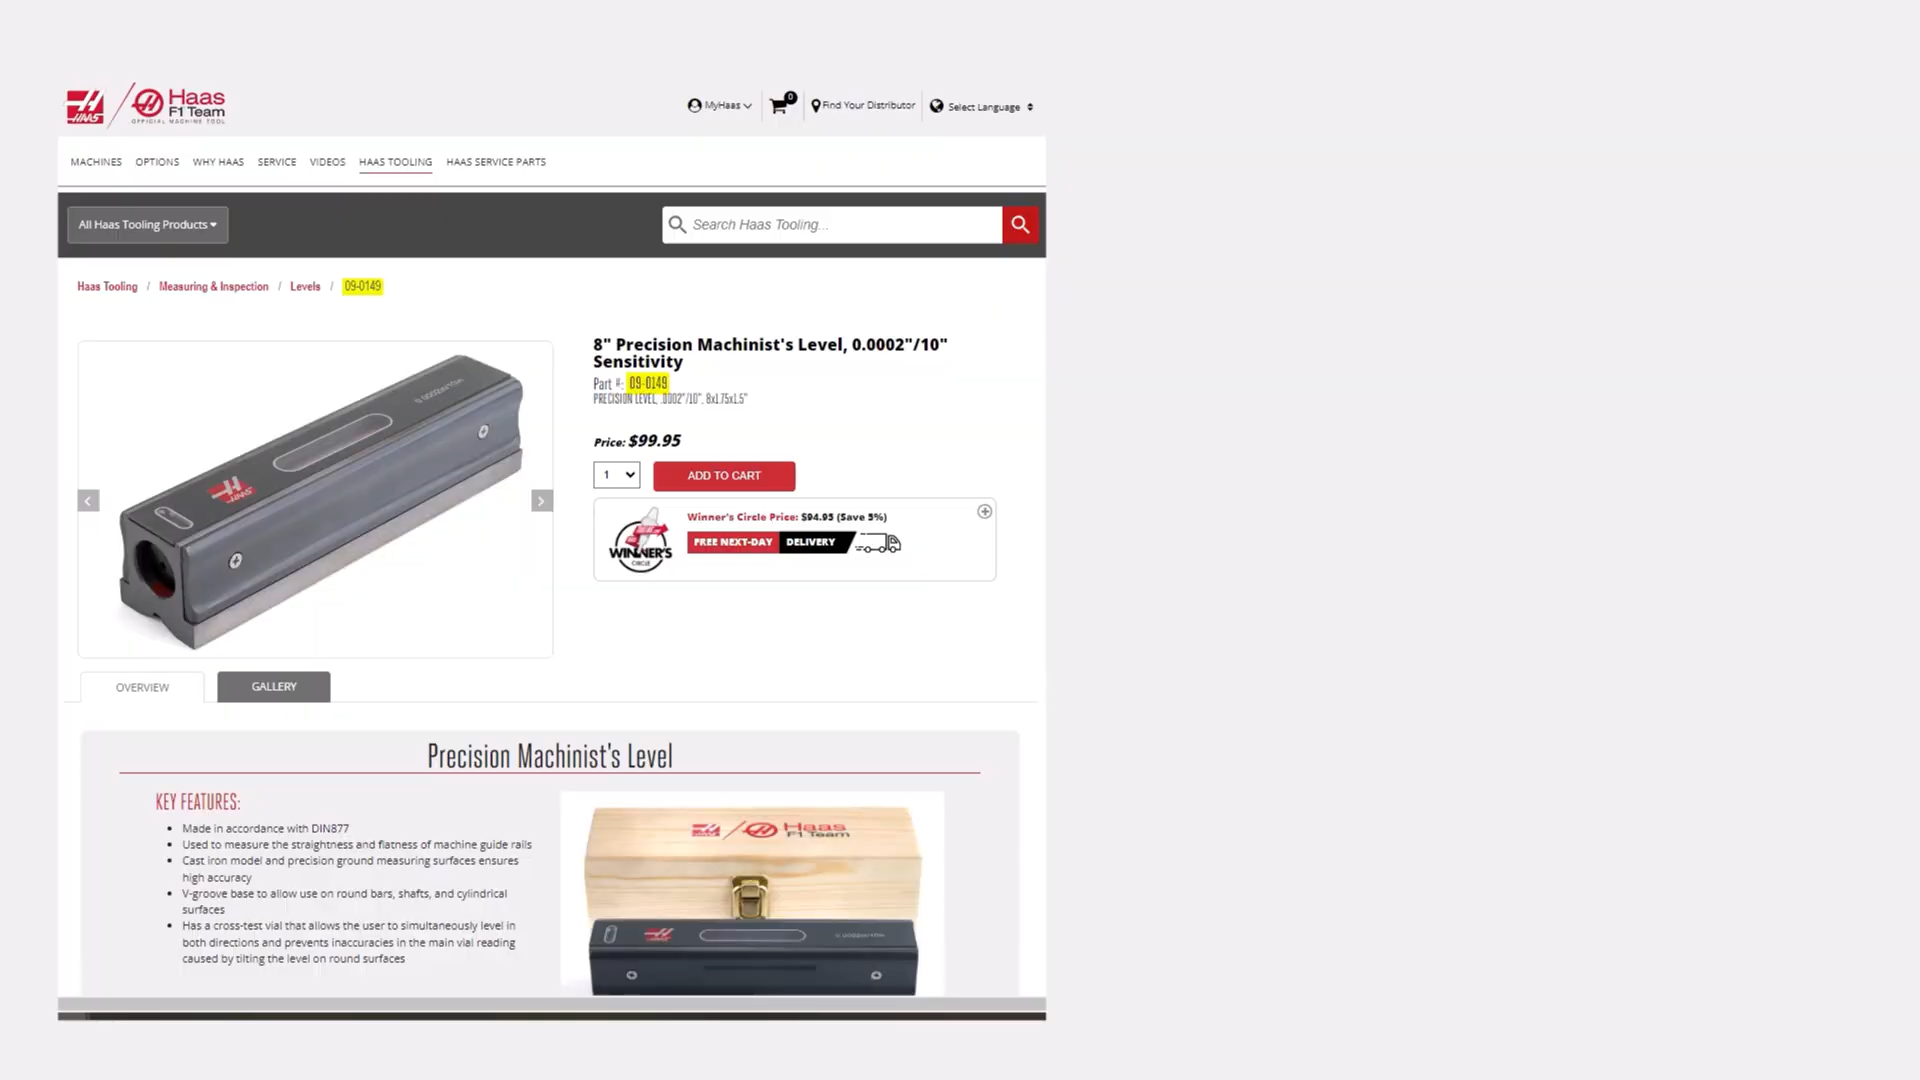 HAAS
Haas
F1 Team
OFFICIAL MACHINE TOOL
MyHaas
0
Find Your Distributor
Select Language
MACHINES OPTIONS WHY HAAS SERVICE VIDEOS HAAS TOOLING HAAS SERVICE PARTS
All Haas Tooling Products
Search Haas Tooling...
Haas Tooling / Measuring & Inspection / Levels / 09-0149
8" Precision Machinist's Level, 0.0002"/10"
Sensitivity
Part #: 09-0149
PRECISION LEVEL, .0002"/10", 8x1.75x1.5"
Price: $99.95
1
ADD TO CART
Winner's Circle Price: $94.95 (Save 5%)
FREE NEXT-DAY DELIVERY
WINNER'S
CIRCLE
OVERVIEW
GALLERY
Precision Machinist's Level
KEY FEATURES:
• Made in accordance with DIN877
• Used to measure the straightness and flatness of machine guide rails
• Cast iron model and precision ground measuring surfaces ensures
high accuracy
• V-groove base to allow use on round bars, shafts, and cylindrical
surfaces
• Has a cross-test vial that allows the user to simultaneously level in
both directions and prevents inaccuracies in the main vial reading
caused by tilting the level on round surfaces
Haas
F1 Team